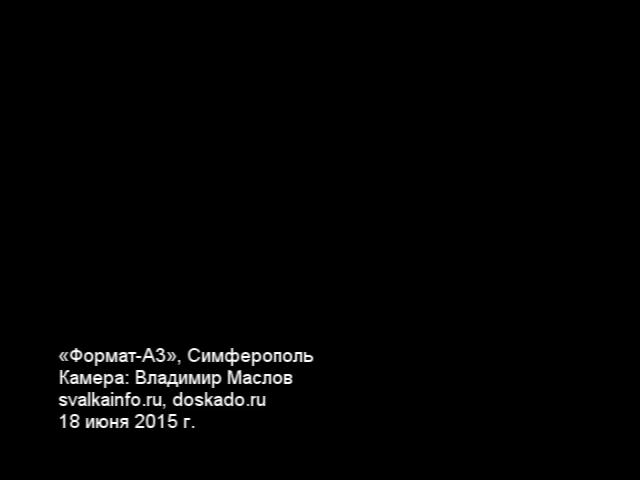 «Формат-А3», Симферополь
Камера: Владимир Маслов
svalkainfo.ru, doskado.ru
18 июня 2015 г.